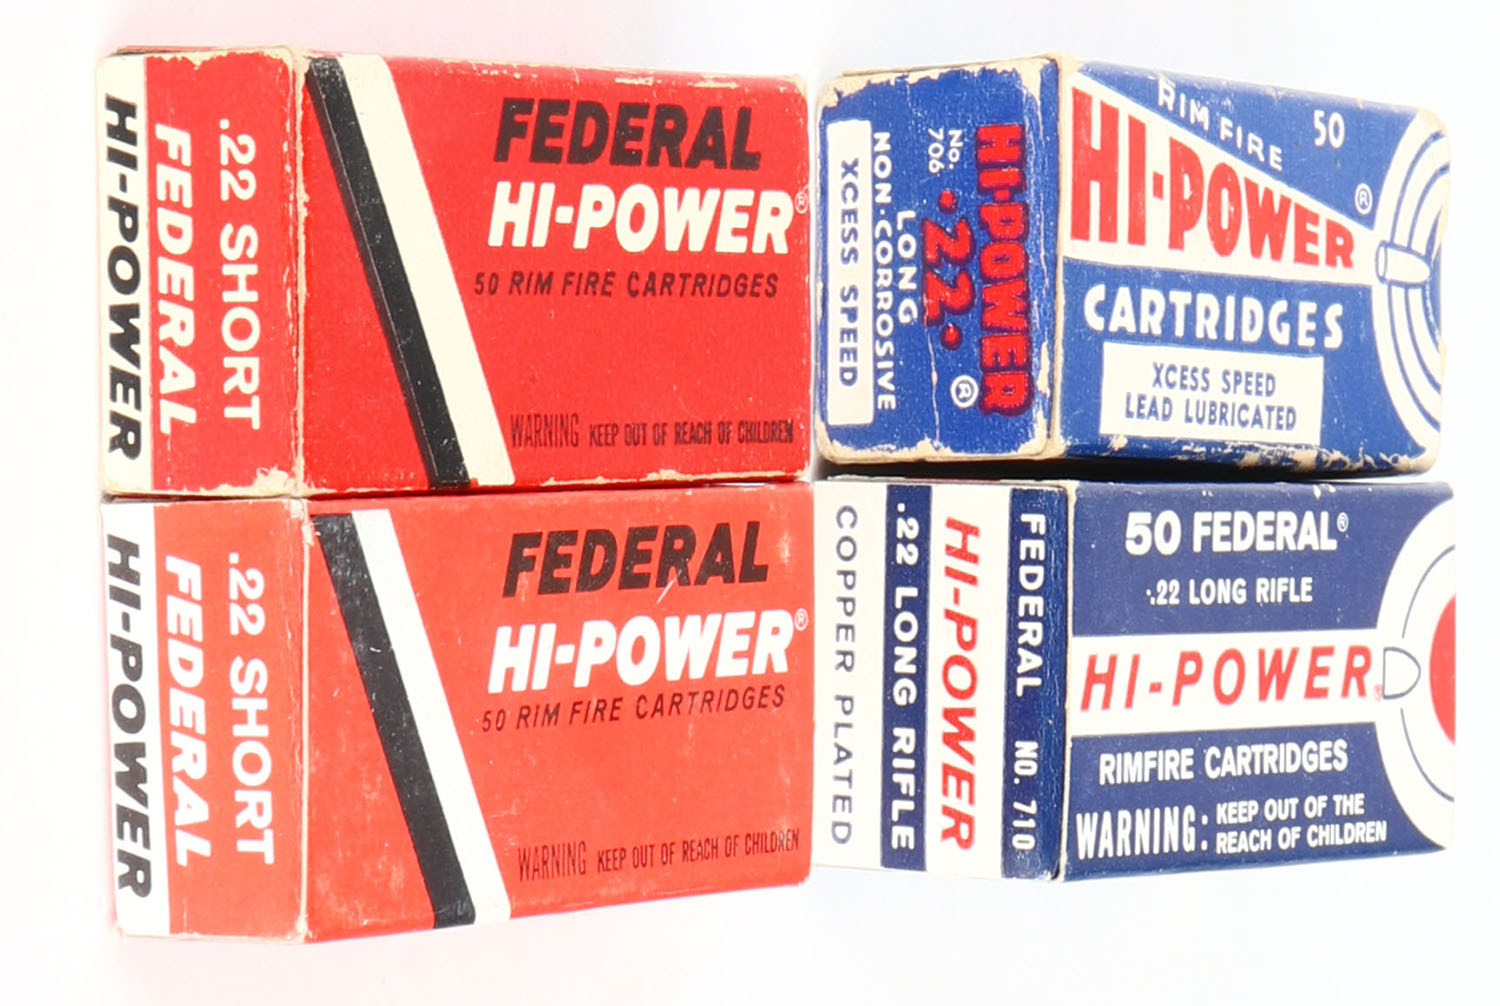 .22 SHORT
FEDERAL
HI-POWER
FEDERAL
HI-POWER®
50 RIM FIRE CARTRIDGES
WARNING KEEP OUT OF REACH OF CHILDREN
HI-POWER
®
.22.
No.
706
LONG
NON-CORROSIVE
XCESS SPEED
RIM FIRE 50
HI-POWER ®
CARTRIDGES
XCESS SPEED
LEAD LUBRICATED
.22 SHORT
FEDERAL
HI-POWER
FEDERAL
HI-POWER®
50 RIM FIRE CARTRIDGES
WARNING KEEP OUT OF REACH OF CHILDREN
FEDERAL NO. 710
HI-POWER
.22 LONG RIFLE
COPPER PLATED
50 FEDERAL®
.22 LONG RIFLE
HI-POWER®
RIMFIRE CARTRIDGES
WARNING: KEEP OUT OF THE
REACH OF CHILDREN